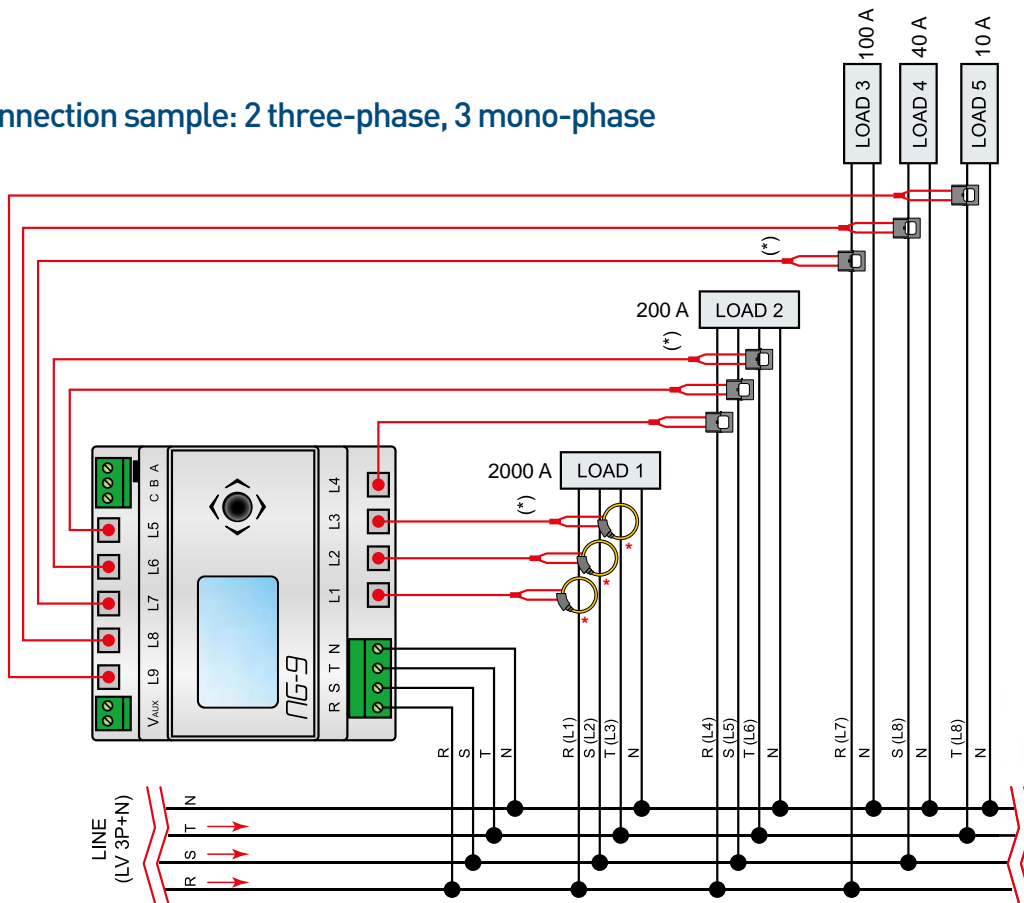 nnection sample: 2 three-phase, 3 mono-phase
100 A
40 A
10 A
LOAD 3
LOAD 4
LOAD 5
(*)
200 A
LOAD 2
(*)
2000 A
LOAD 1
(*)
*
*
*
C B A
L5
L6
L7
L8
L9
VAUX
L4
L3
L2
L1
R S T N
NG-9
R
S
T
N
R (L1)
S (L2)
T (L3)
N
R (L4)
S (L5)
T (L6)
N
R (L7)
N
S (L8)
N
T (L8)
N
LINE
(LV 3P+N)
N
T
S
R